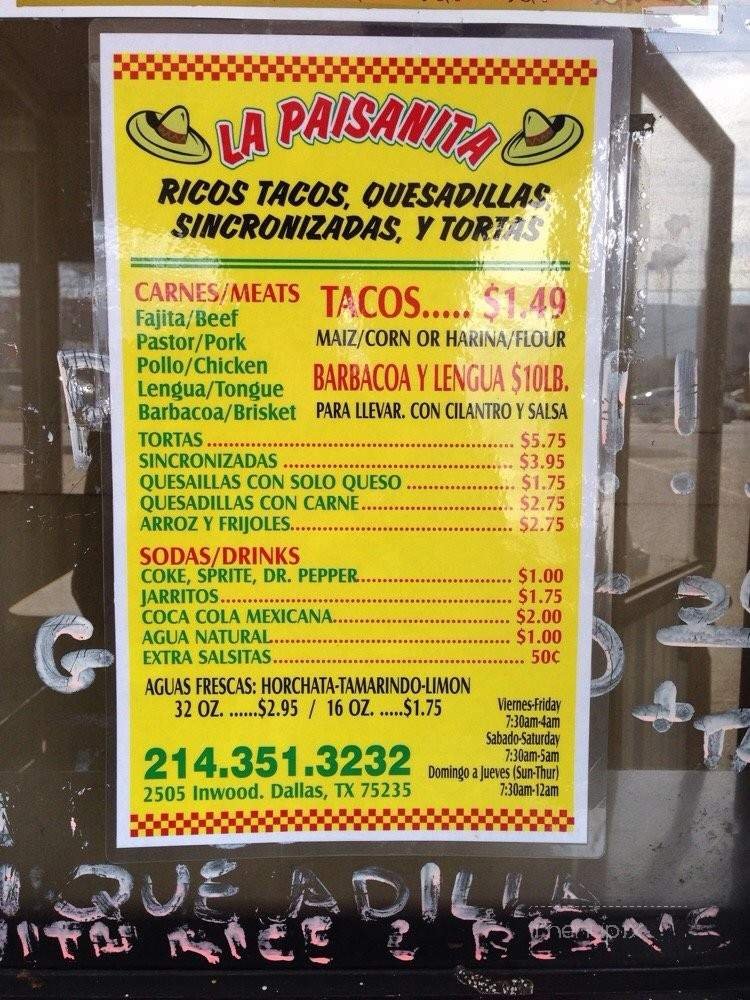 LA PAISANITA
RICOS TACOS, QUESADILLAS,
SINCRONIZADAS, Y TORTAS
CARNES/MEATS
Fajita/Beef
Pastor/Pork
Pollo/Chicken
Lengua/Tongue
Barbacoa/Brisket
TACOS..... $1.49
MAIZ/CORN OR HARINA/FLOUR
BARBACOA Y LENGUA $10LB.
PARA LLEVAR. CON CILANTRO Y SALSA
TORTAS ........ $5.75
SINCRONIZADAS ........ $3.95
QUESAILLAS CON SOLO QUESO ........ $1.75
QUESADILLAS CON CARNE........ $2.75
ARROZ Y FRIJOLES........ $2.75
SODAS/DRINKS
COKE, SPRITE, DR. PEPPER........ $1.00
JARRITOS........ $1.75
COCA COLA MEXICANA........ $2.00
AGUA NATURAL........ $1.00
EXTRA SALSITAS........ 50¢
AGUAS FRESCAS: HORCHATA-TAMARINDO-LIMON
32 OZ. ......$2.95 / 16 OZ. .....$1.75
Viernes-Friday
7:30am-4am
Sabado-Saturday
7:30am-5am
Domingo a Jueves (Sun-Thur)
7:30am-12am
214.351.3232
2505 Inwood. Dallas, TX 75235
QUE ADILLA
RICE &